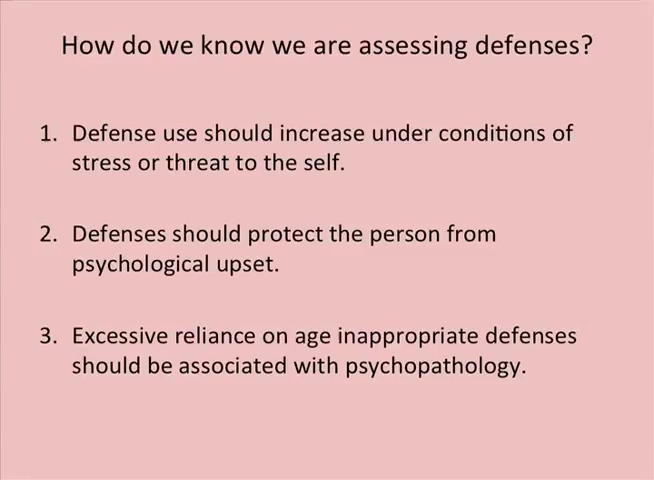 How do we know we are assessing defenses?
1. Defense use should increase under conditions of
stress or threat to the self.
2. Defenses should protect the person from
psychological upset.
3. Excessive reliance on age inappropriate defenses
should be associated with psychopathology.